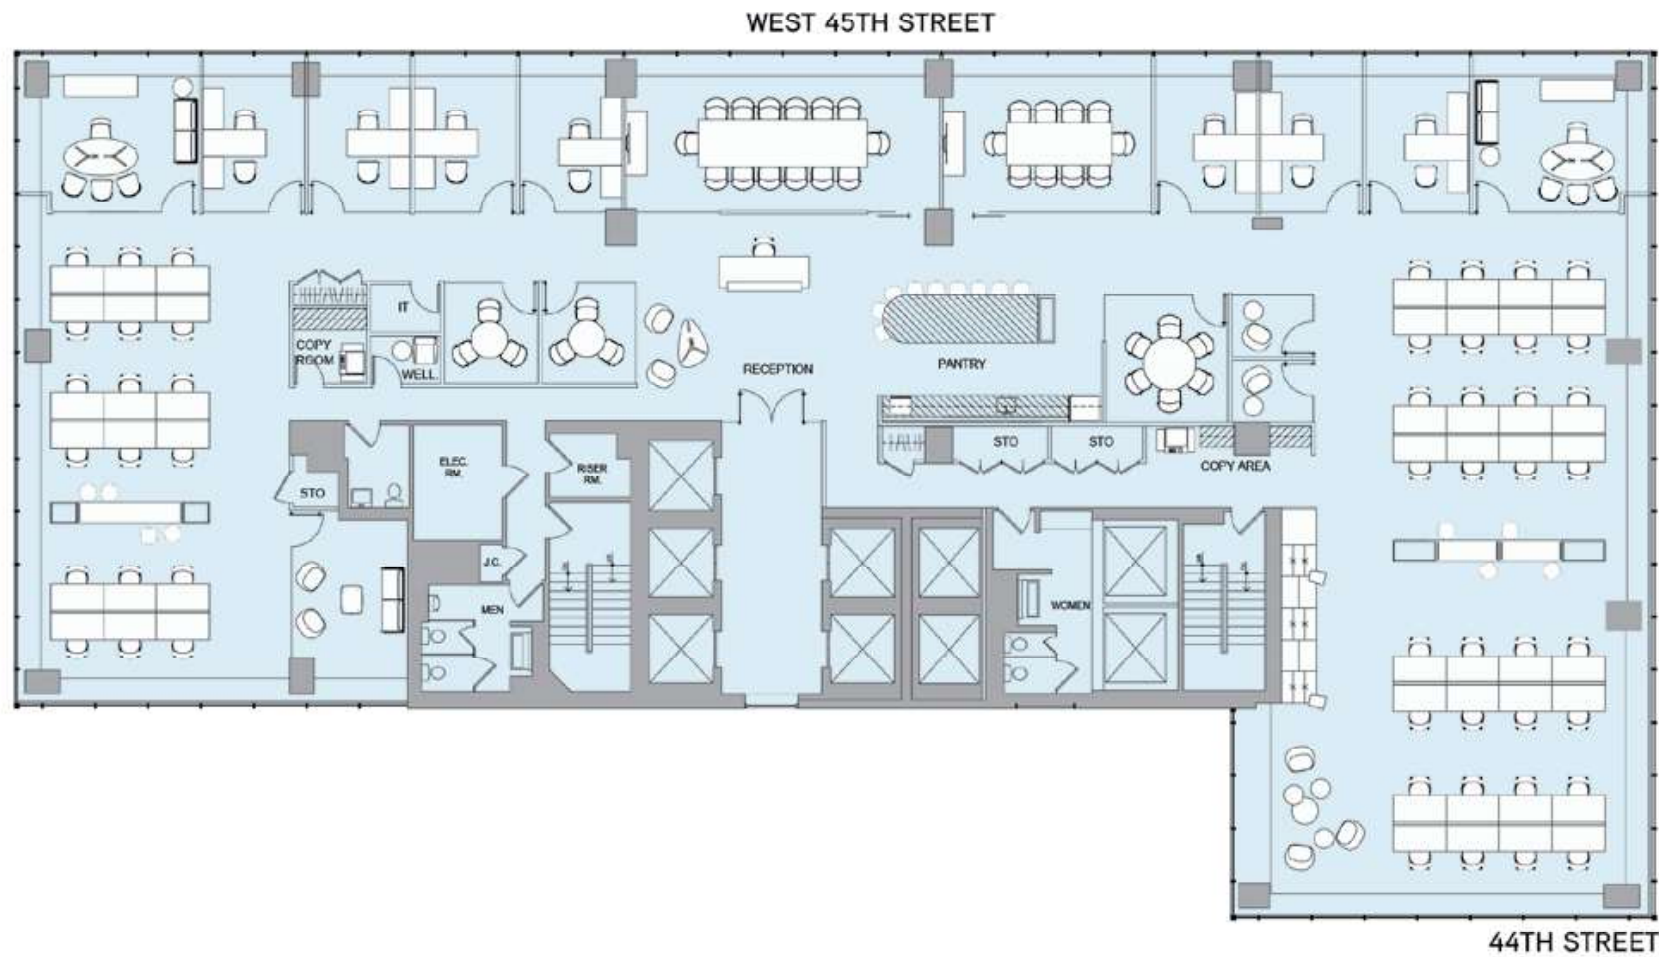 WEST 45TH STREET
IT
COPY
ROOM
WELL.
RECEPTION
PANTRY
STO
STO
COPY AREA
ELEC.
RM.
RISER
RM.
STO
J.C.
MEN
WOMEN
44TH STREET